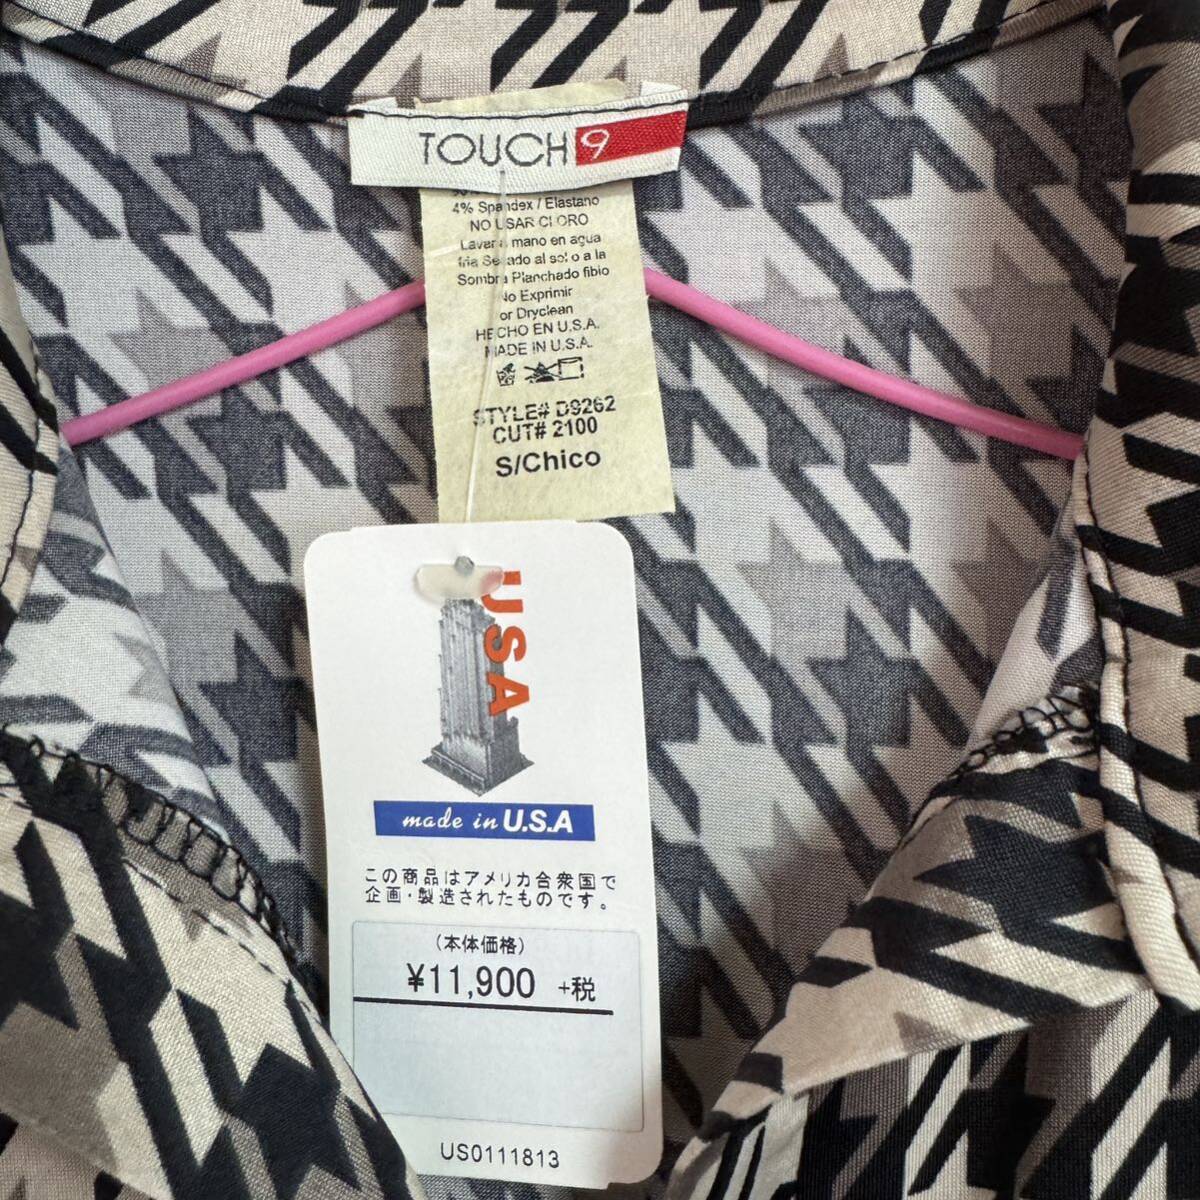 TOUCH 9
4% Spandex / Elastano
NO USAR CLORO
Lavar a mano en agua
fria Secado al sol o a la
Sombra Planchado fibio
No Exprimir
or Dryclean
HECHO EN U.S.A.
MADE IN U.S.A.
STYLE# D9262
CUT# 2100
S/Chico
USA
made in U.S.A
この商品はアメリカ合衆国で
企画・製造されたものです。
(本体価格)
¥11,900 +税
US0111813